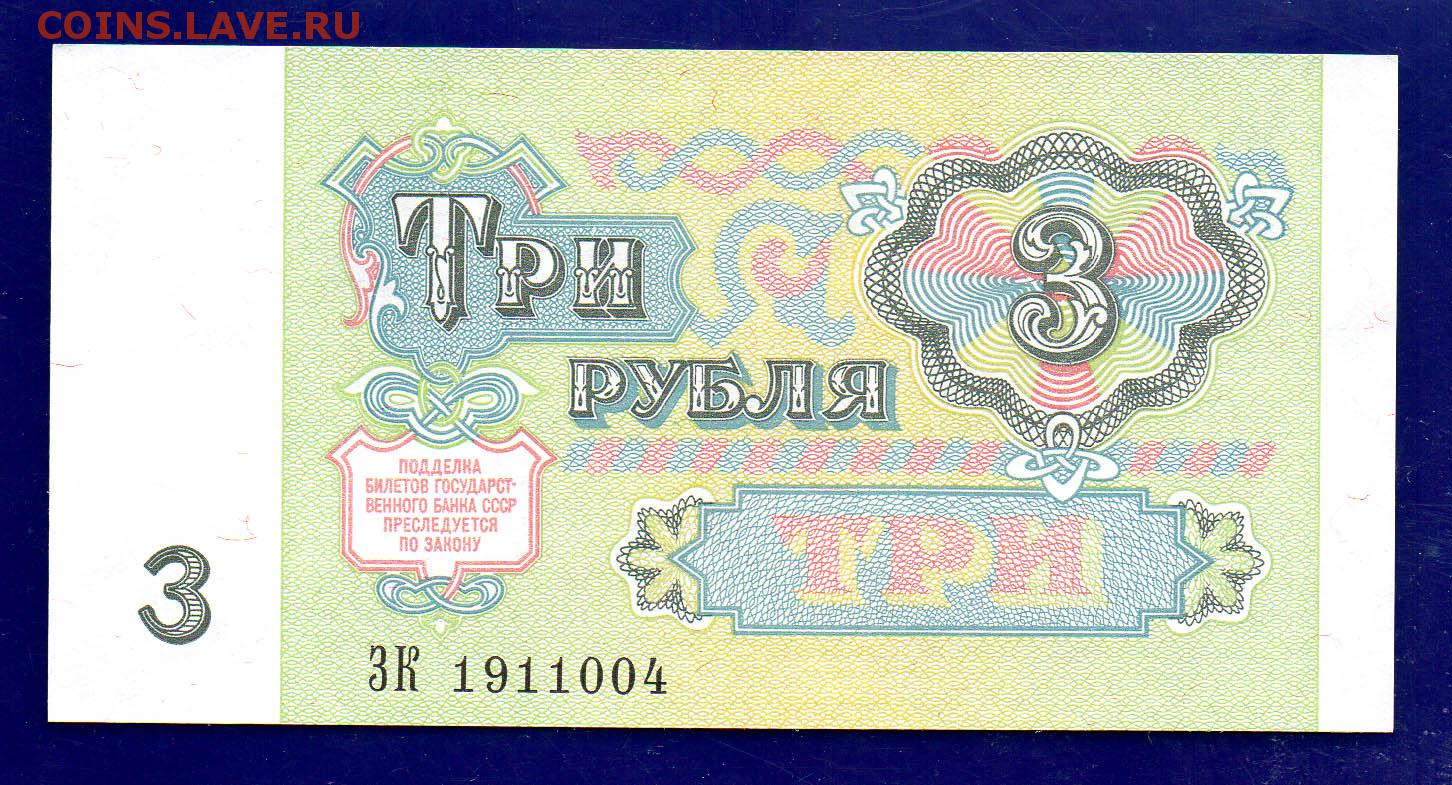 COINS.LAVE.RU
ТРИ
3
РУБЛЯ
ПОДДЕЛКА
БИЛЕТОВ ГОСУДАРСТ-
ВЕННОГО БАНКА СССР
ПРЕСЛЕДУЕТСЯ
ПО ЗАКОНУ
ТРИ
3
ЗК 1911004